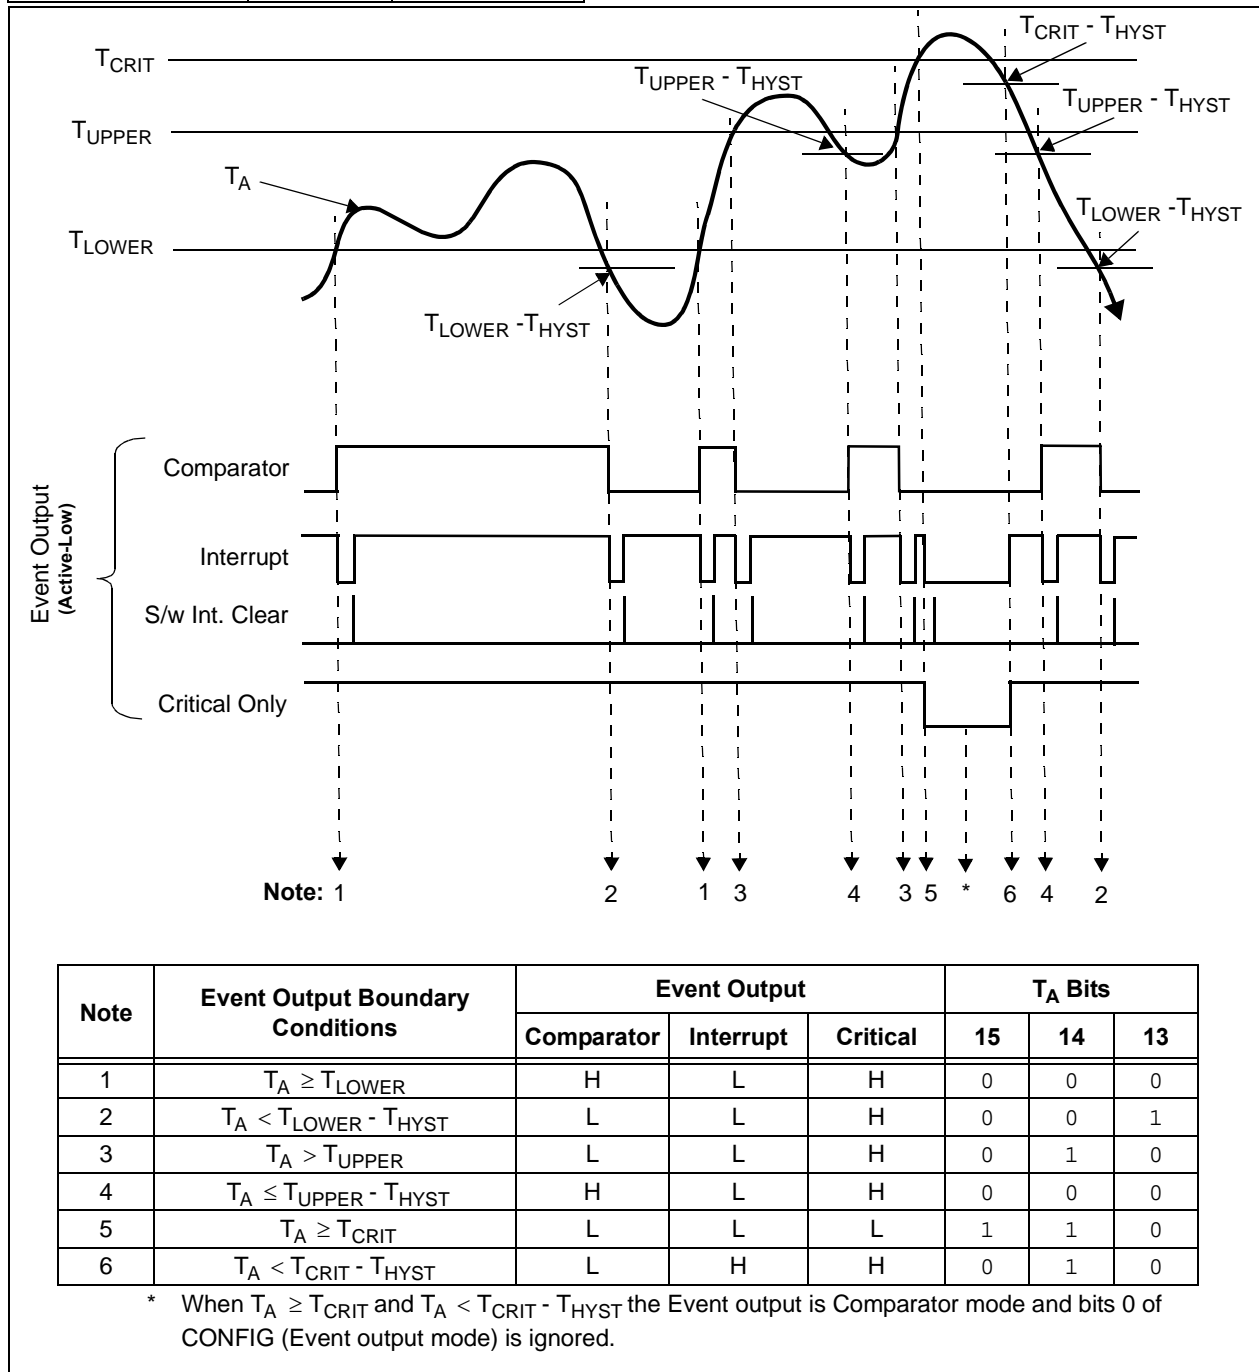 T_CRIT - T_HYST
T_CRIT
T_UPPER - T_HYST
T_UPPER - T_HYST
T_UPPER
T_A
T_LOWER -T_HYST
T_LOWER
T_LOWER -T_HYST
Event Output
(Active-Low)
Comparator
Interrupt
S/w Int. Clear
Critical Only
Note: 1 2 1 3 4 3 5 * 6 4 2
Note Event Output Boundary Conditions Event Output T_A Bits
Comparator Interrupt Critical 15 14 13
1 T_A ≥ T_LOWER H L H 0 0 0
2 T_A < T_LOWER - T_HYST L L H 0 0 1
3 T_A > T_UPPER L L H 0 1 0
4 T_A ≤ T_UPPER - T_HYST H L H 0 0 0
5 T_A ≥ T_CRIT L L L 1 1 0
6 T_A < T_CRIT - T_HYST L H H 0 1 0
* When T_A ≥ T_CRIT and T_A < T_CRIT - T_HYST the Event output is Comparator mode and bits 0 of
CONFIG (Event output mode) is ignored.